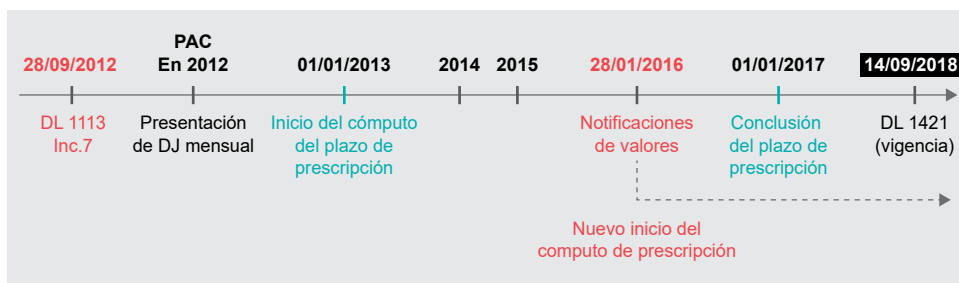 PAC
28/09/2012 En 2012 01/01/2013 2014 2015 28/01/2016 01/01/2017 14/09/2018
DL 1113
Inc.7
Presentación
de DJ mensual
Inicio del cómputo
del plazo de
prescripción
Notificaciones
de valores
Conclusión
del plazo de
prescripción
DL 1421
(vigencia)
Nuevo inicio del
computo de prescripción